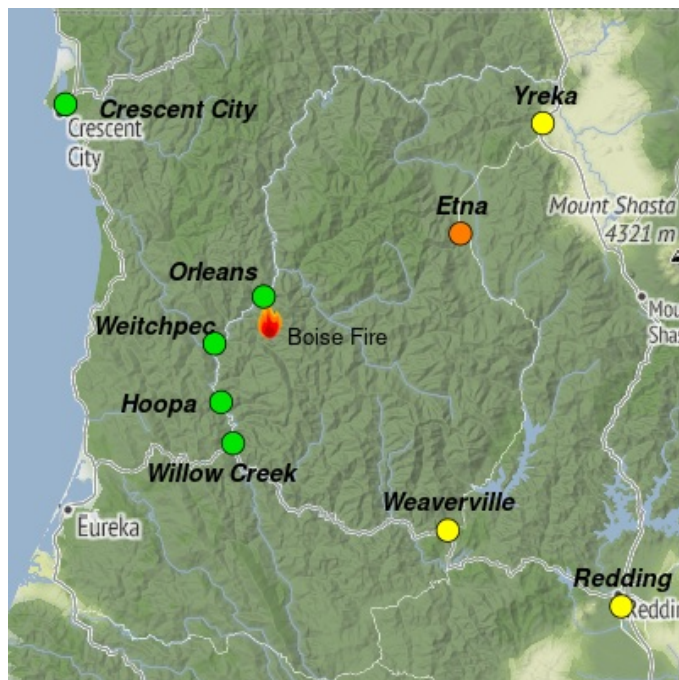 Yreka
Crescent City
Crescent
City
Etna
Mount Shasta
4321 m
Orleans
Weitchpec
Boise Fire
Hoopa
Willow Creek
Weaverville
Eureka
Redding